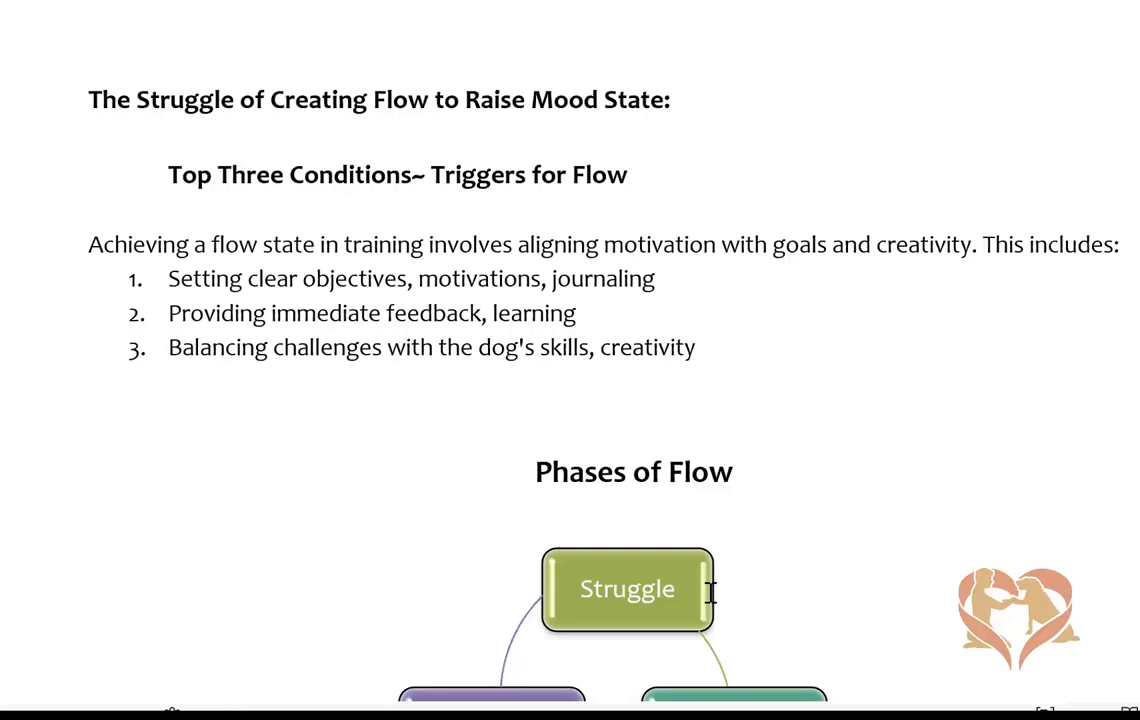 The Struggle of Creating Flow to Raise Mood State:
Top Three Conditions~ Triggers for Flow
Achieving a flow state in training involves aligning motivation with goals and creativity. This includes:
1. Setting clear objectives, motivations, journaling
2. Providing immediate feedback, learning
3. Balancing challenges with the dog's skills, creativity
Phases of Flow
Struggle